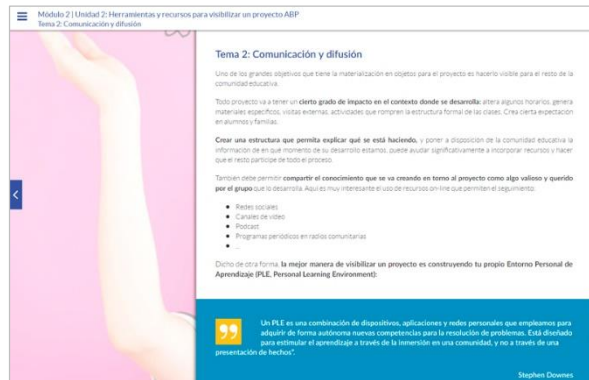 Módulo 2 | Unidad 2: Herramientas y recursos para visibilizar un proyecto ABP
Tema 2: Comunicación y difusión
Tema 2: Comunicación y difusión
Uno de los grandes objetivos que tiene la materialización en objetos para el proyecto es hacerlo visible para el resto de la
comunidad educativa.
Todo proyecto va a tener un cierto grado de impacto en el contexto donde se desarrolla: altera algunos horarios, genera
materiales específicos, visitas externas, actividades que rompen la estructura formal de las clases. Crea cierta expectación
en alumnos y familias.
Crear una estructura que permita explicar qué se está haciendo, y poner a disposición de la comunidad educativa la
información de en qué momento de su desarrollo estamos, puede ayudar significativamente a incorporar recursos y hacer
que el resto participe de todo el proceso.
También debe permitir compartir el conocimiento que se va creando en torno al proyecto como algo valioso y querido
por el grupo que lo desarrolla. Aquí es muy interesante el uso de recursos on-line que permiten el seguimiento:
● Redes sociales
● Canales de vídeo
● Podcast
● Programas periódicos en radios comunitarias
● ...
Dicho de otra forma, la mejor manera de visibilizar un proyecto es construyendo tu propio Entorno Personal de
Aprendizaje (PLE, Personal Learning Environment):
Un PLE es una combinación de dispositivos, aplicaciones y redes personales que empleamos para
adquirir de forma autónoma nuevas competencias para la resolución de problemas. Está diseñado
para estimular el aprendizaje a través de la inmersión en una comunidad, y no a través de una
presentación de hechos".
Stephen Downes